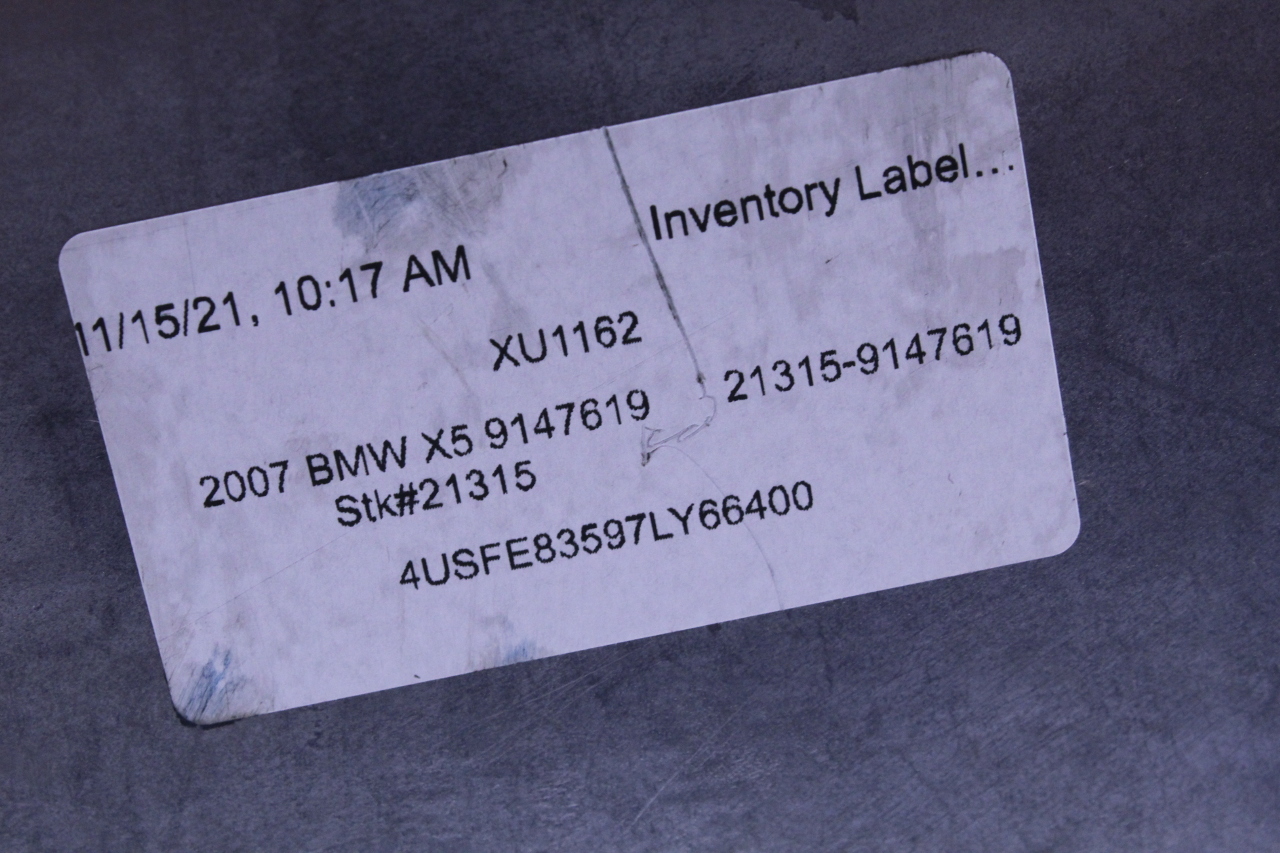 11/15/21, 10:17 AM
Inventory Label...
XU1162
2007 BMW X5 9147619
21315-9147619
Stk#21315
4USFE83597LY66400